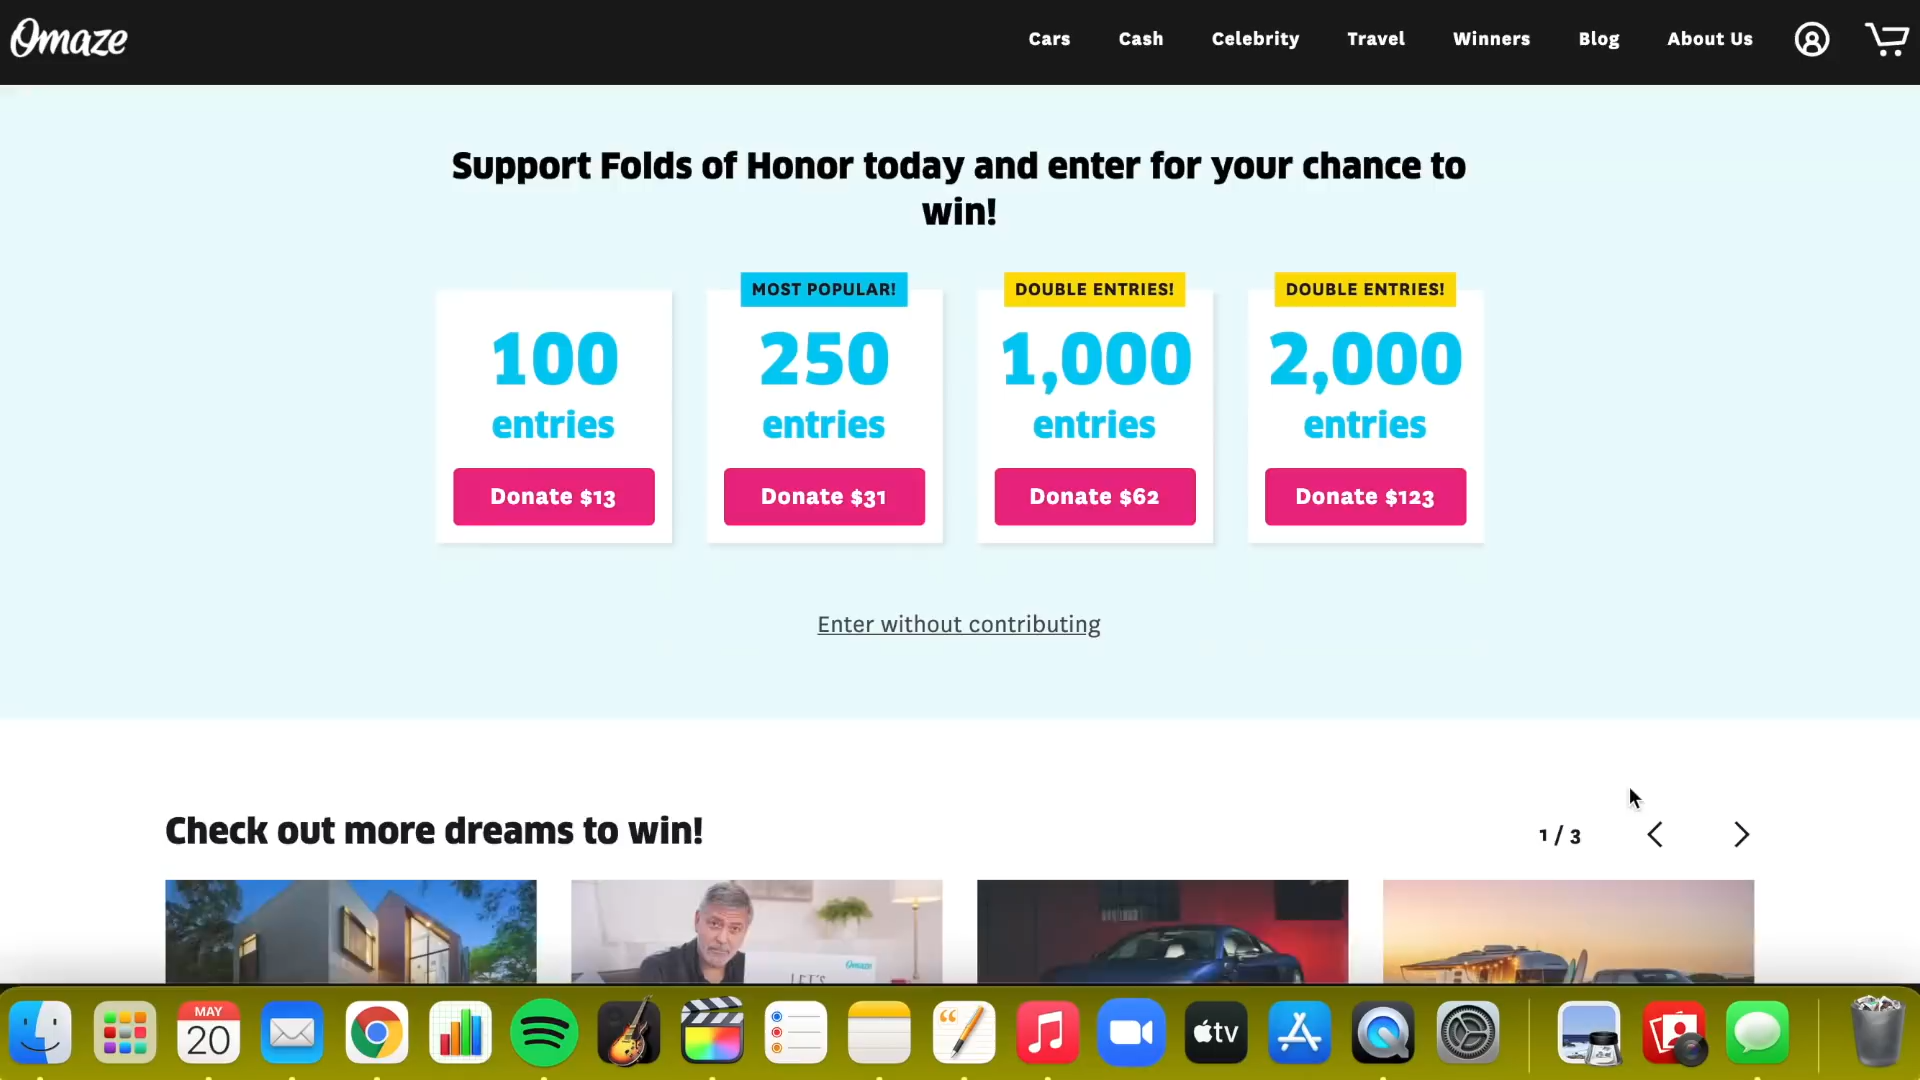 Omaze
Cars
Cash
Celebrity
Travel
Winners
Blog
About Us
Support Folds of Honor today and enter for your chance to
win!
100
entries
Donate $13
MOST POPULAR!
250
entries
Donate $31
DOUBLE ENTRIES!
1,000
entries
Donate $62
DOUBLE ENTRIES!
2,000
entries
Donate $123
Enter without contributing
Check out more dreams to win!
1 / 3
Omaze
LET'S
MAY
20
tv